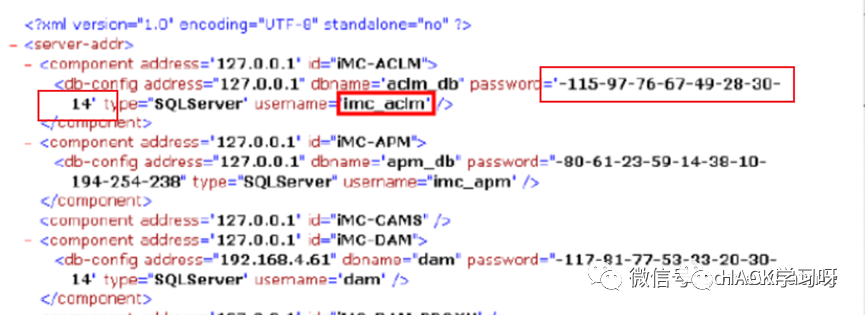 <?xml version="1.0" encoding="UTF-8" standalone="no" ?>
- <server-addr>
- <component address='127.0.0.1' id="iMC-ACLM">
<db-config address="127.0.0.1" dbname='aclm_db" password='-115-97-76-67-49-28-30-
14' type="SQLServer' username='imc_aclm' />
</component>
- <component address='127.0.0.1' id="iMC-APM">
<db-config address="127.0.0.1" dbname='apm_db" password="-80-61-23-59-14-38-10-
194-254-238" type="SQLServer" username="imc_apm' />
</component>
<component address='127.0.0.1' id="iMC-CAMS" />
- <component address='127.0.0.1' id="iMC-DAM">
<db-config address="192.168.4.61" dbname="dam" password="-117-81-77-53-33-20-30-
14' type="SQLServer' username='dam' />
</component>
微信号: HACK学习呀